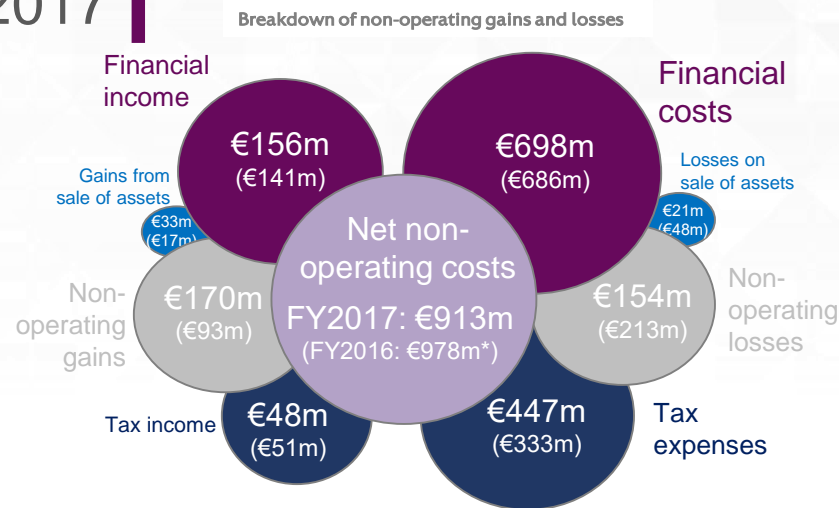 2017
Breakdown of non-operating gains and losses
Financial
income
€156m
(€141m)
Gains from
sale of assets
€33m
(€17m)
Non-
operating
gains
€170m
(€93m)
Tax income
€48m
(€51m)
Net non-
operating costs
FY2017: €913m
(FY2016: €978m*)
Financial
costs
€698m
(€686m)
Losses on
sale of assets
€21m
(€48m)
Non-
operating
losses
€154m
(€213m)
Tax
expenses
€447m
(€333m)